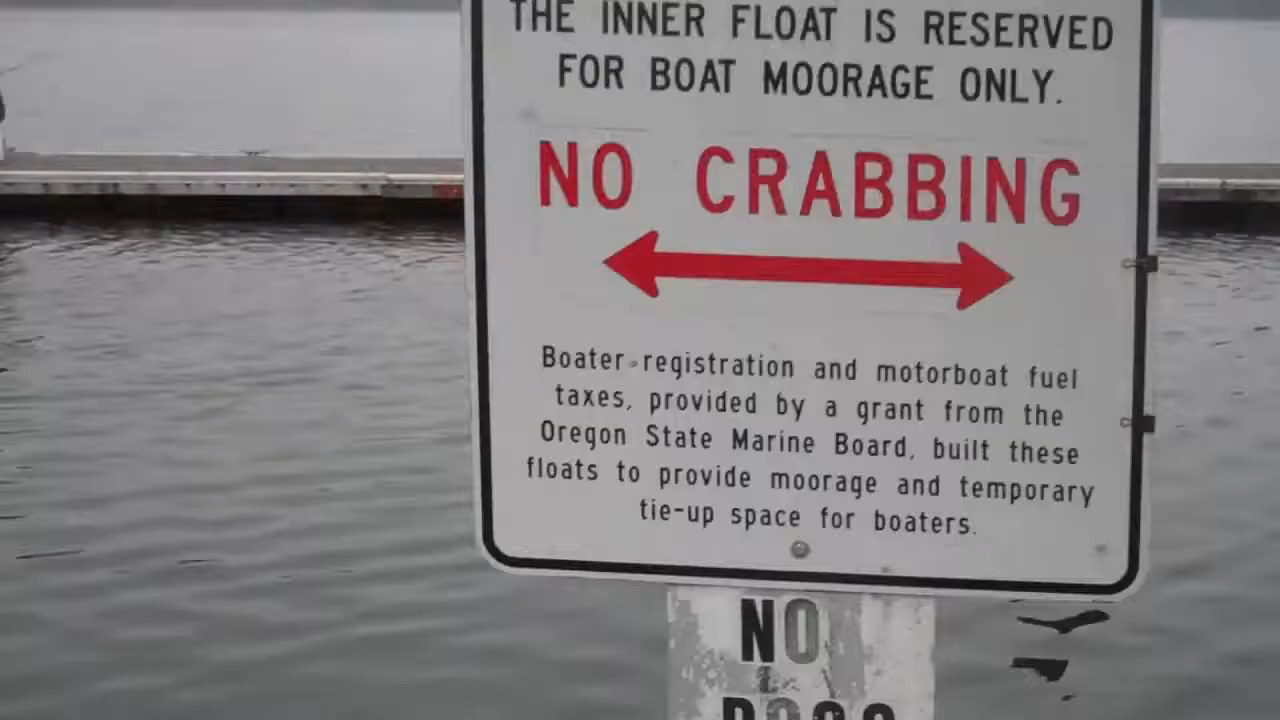 THE INNER FLOAT IS RESERVED
FOR BOAT MOORAGE ONLY.
NO CRABBING
Boater registration and motorboat fuel
taxes, provided by a grant from the
Oregon State Marine Board, built these
floats to provide moorage and temporary
tie-up space for boaters.
NO